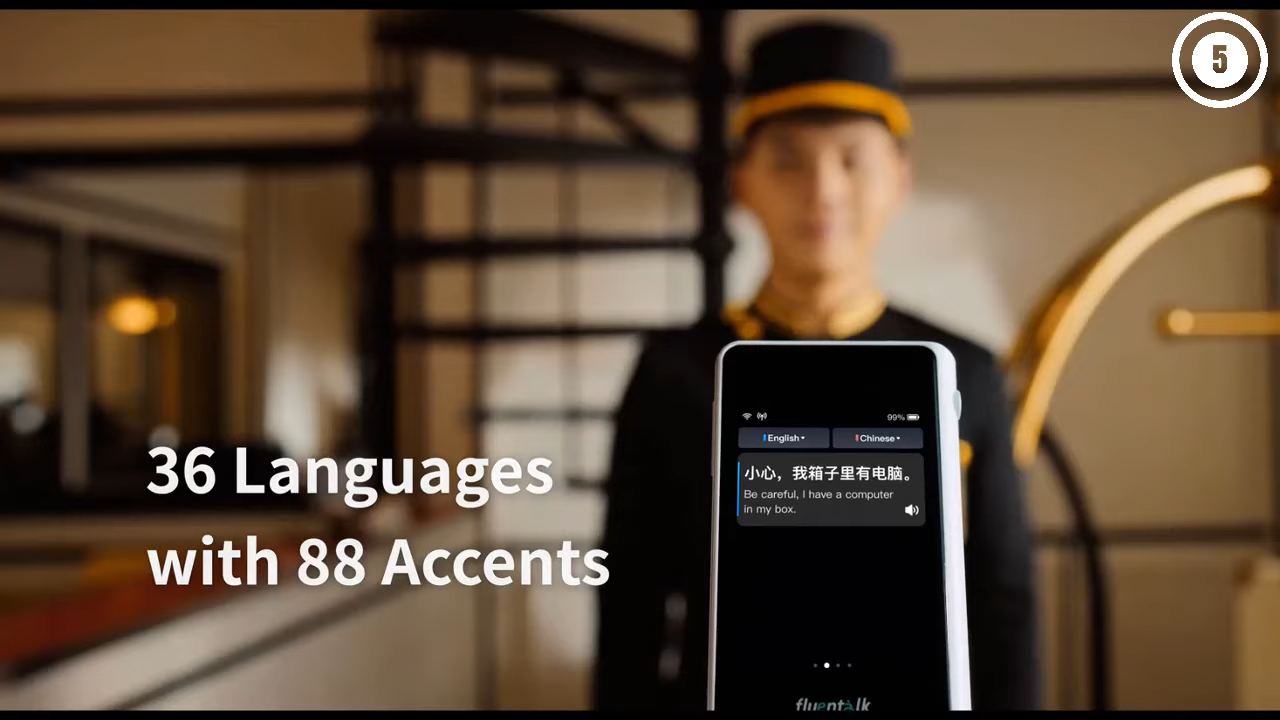 5
36 Languages
with 88 Accents
99%
English
Chinese
小心，我箱子里有电脑。
Be careful, I have a computer
in my box.
fluentalk